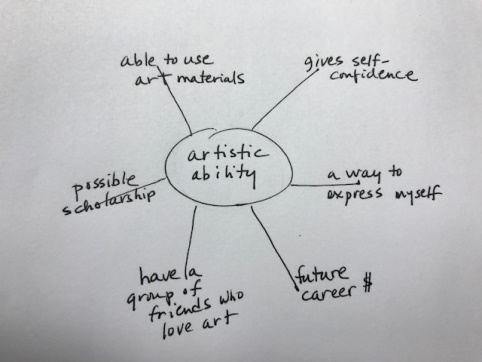 able to use
art materials
gives self-
confidence
artistic
ability
possible
scholarship
a way to
express myself
have a
group of
friends who
love art
future
career $